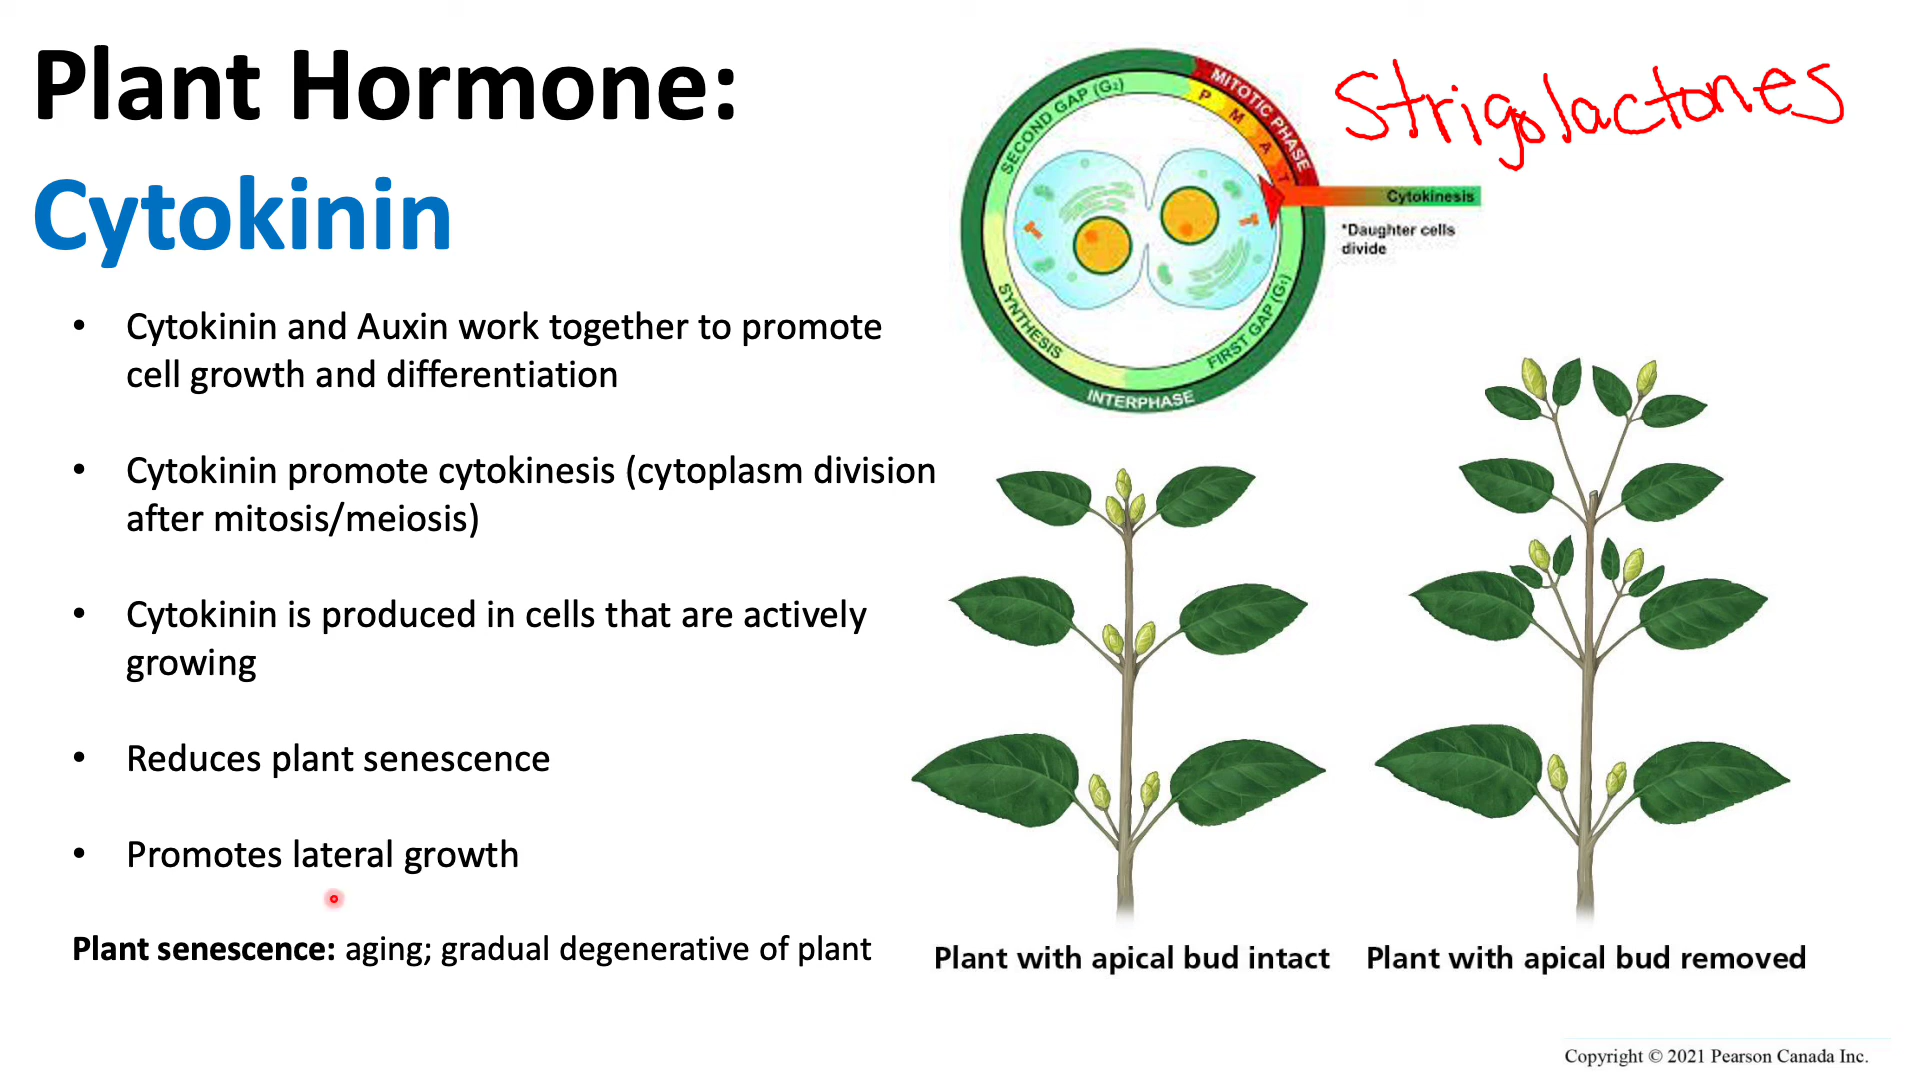 Plant Hormone:
Cytokinin
• Cytokinin and Auxin work together to promote
cell growth and differentiation
• Cytokinin promote cytokinesis (cytoplasm division
after mitosis/meiosis)
• Cytokinin is produced in cells that are actively
growing
• Reduces plant senescence
• Promotes lateral growth
Plant senescence: aging; gradual degenerative of plant
Strigolactones
SECOND GAP (G₂)
MITOTIC PHASE
P M A T
Cytokinesis
*Daughter cells
divide
SYNTHESIS
FIRST GAP (G₁)
INTERPHASE
Plant with apical bud intact
Plant with apical bud removed
Copyright © 2021 Pearson Canada Inc.